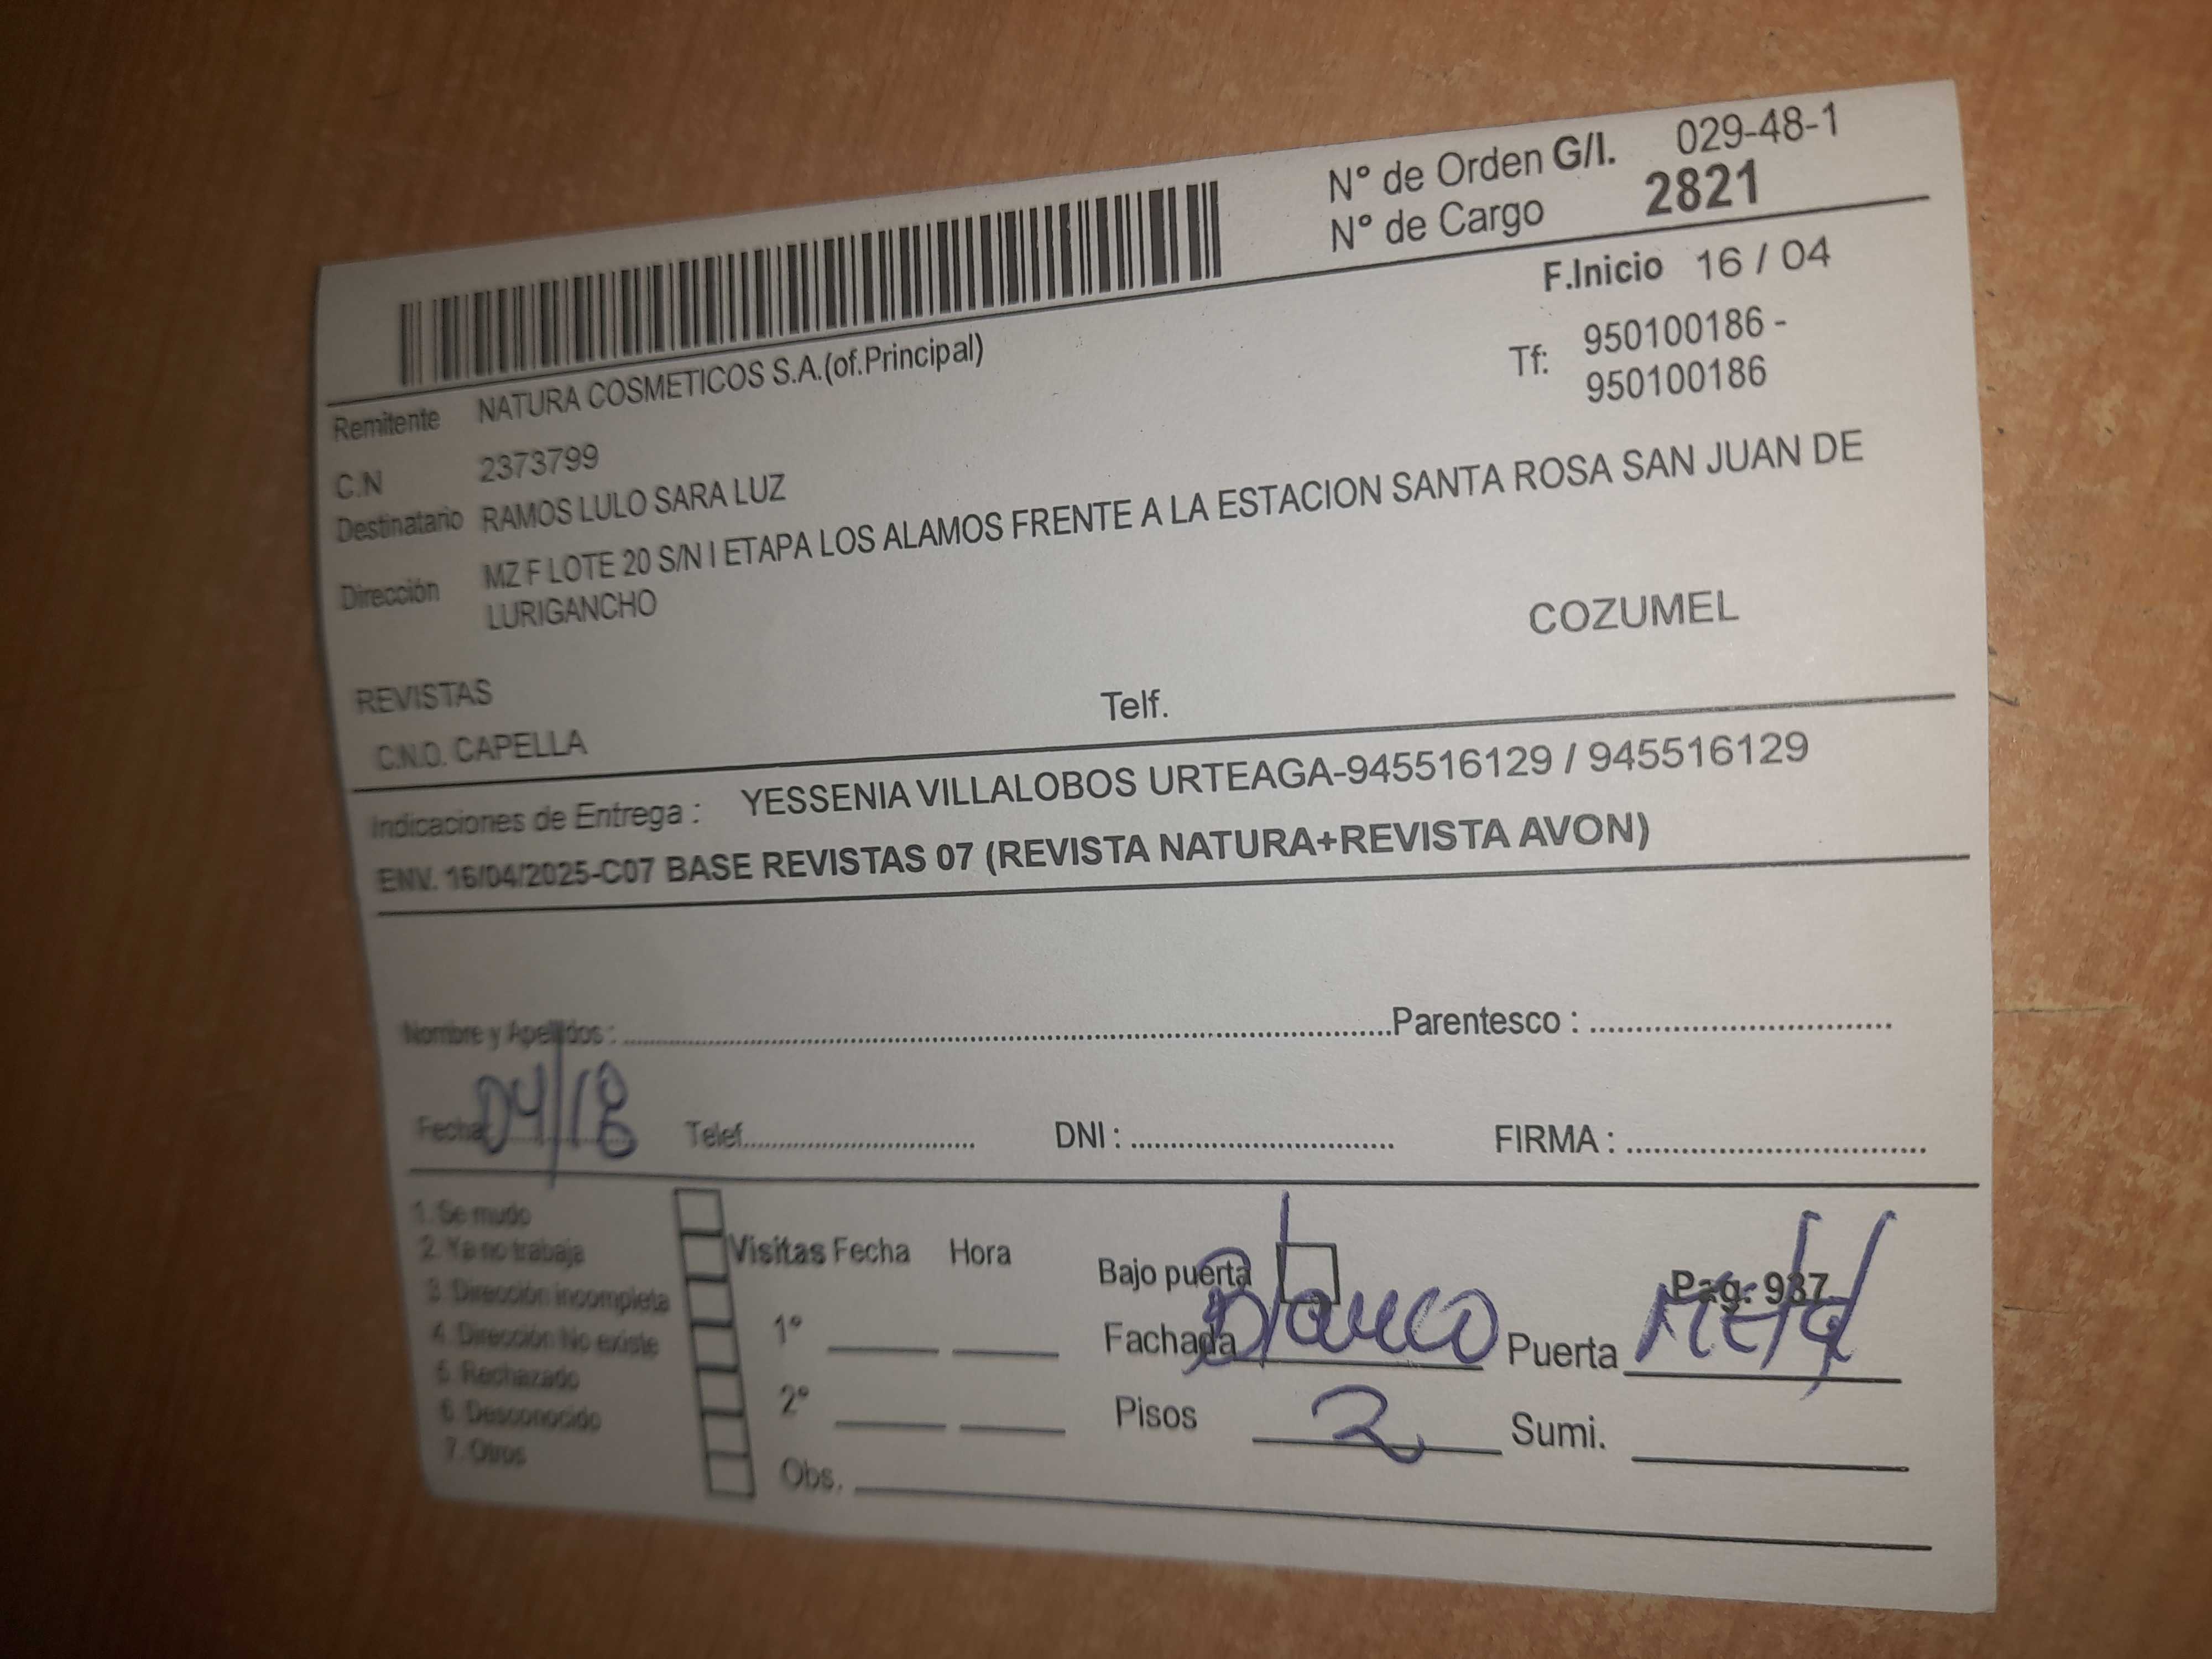 N° de Orden G/I. 029-48-1
N° de Cargo 2821
F.Inicio 16 / 04
Remitente NATURA COSMETICOS S.A.(of.Principal)
Tf: 950100186 -
950100186
C.N 2373799
Destinatario RAMOS LULO SARA LUZ
Dirección MZ F LOTE 20 S/N I ETAPA LOS ALAMOS FRENTE A LA ESTACION SANTA ROSA SAN JUAN DE
LURIGANCHO
COZUMEL
REVISTAS
C.N.O. CAPELLA Telf.
Indicaciones de Entrega : YESSENIA VILLALOBOS URTEAGA-945516129 / 945516129
ENV. 16/04/2025-C07 BASE REVISTAS 07 (REVISTA NATURA+REVISTA AVON)
Nombre y Apellidos : Parentesco :
Fecha 04/18 Telef. DNI : FIRMA :
1. Se mudo
2. Ya no trabaja
3. Dirección incompleta
4. Dirección No existe
5. Rechazado
6. Desconocido
7. Otros
Visitas Fecha Hora
1°
2°
Obs.
Bajo puerta
Pag. 937
Fachada Blanco Puerta Metal
Pisos 2 Sumi.